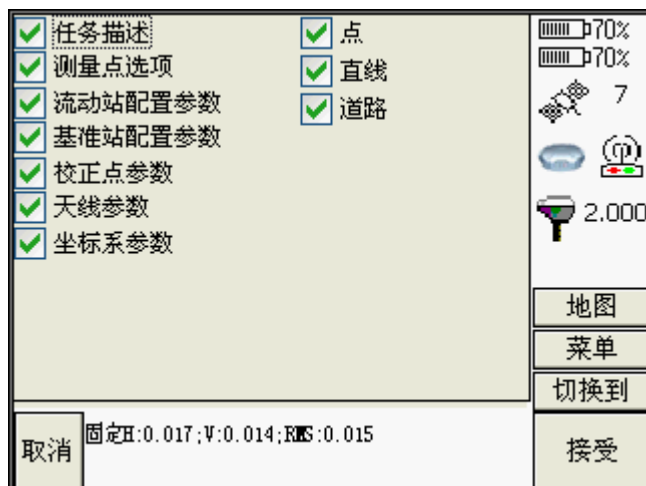 任务描述
测量点选项
流动站配置参数
基准站配置参数
校正点参数
天线参数
坐标系参数
点
直线
道路
70%
70%
7
2.000
地图
菜单
切换到
取消
固定H:0.017;V:0.014;RMS:0.015
接受